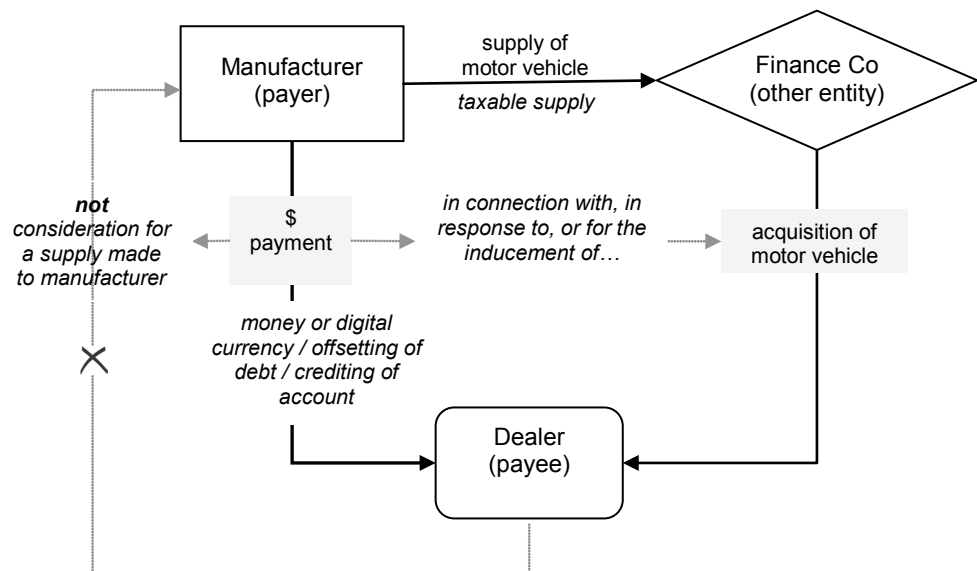 Manufacturer
(payer)
supply of
motor vehicle
taxable supply
Finance Co
(other entity)
not
consideration for
a supply made
to manufacturer
$
payment
in connection with, in
response to, or for the
inducement of…
acquisition of
motor vehicle
money or digital
currency / offsetting of
debt / crediting of
account
Dealer
(payee)